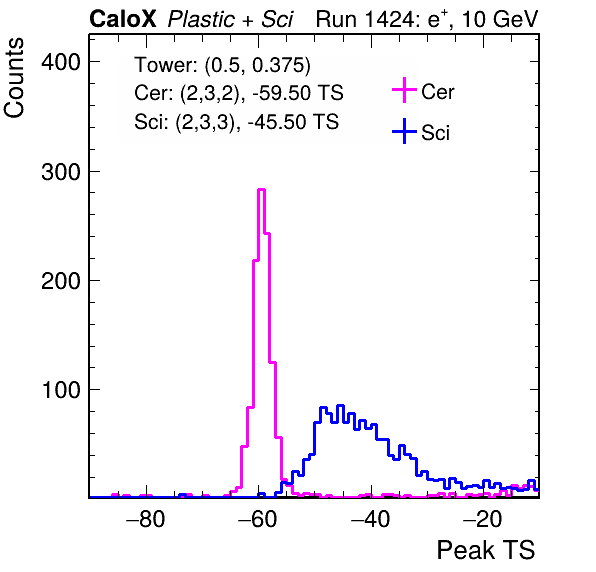 CaloX Plastic + Sci Run 1424: e⁺, 10 GeV
Counts
Tower: (0.5, 0.375)
Cer: (2,3,2), -59.50 TS
Sci: (2,3,3), -45.50 TS
Cer
Sci
400
300
200
100
−80 −60 −40 −20
Peak TS